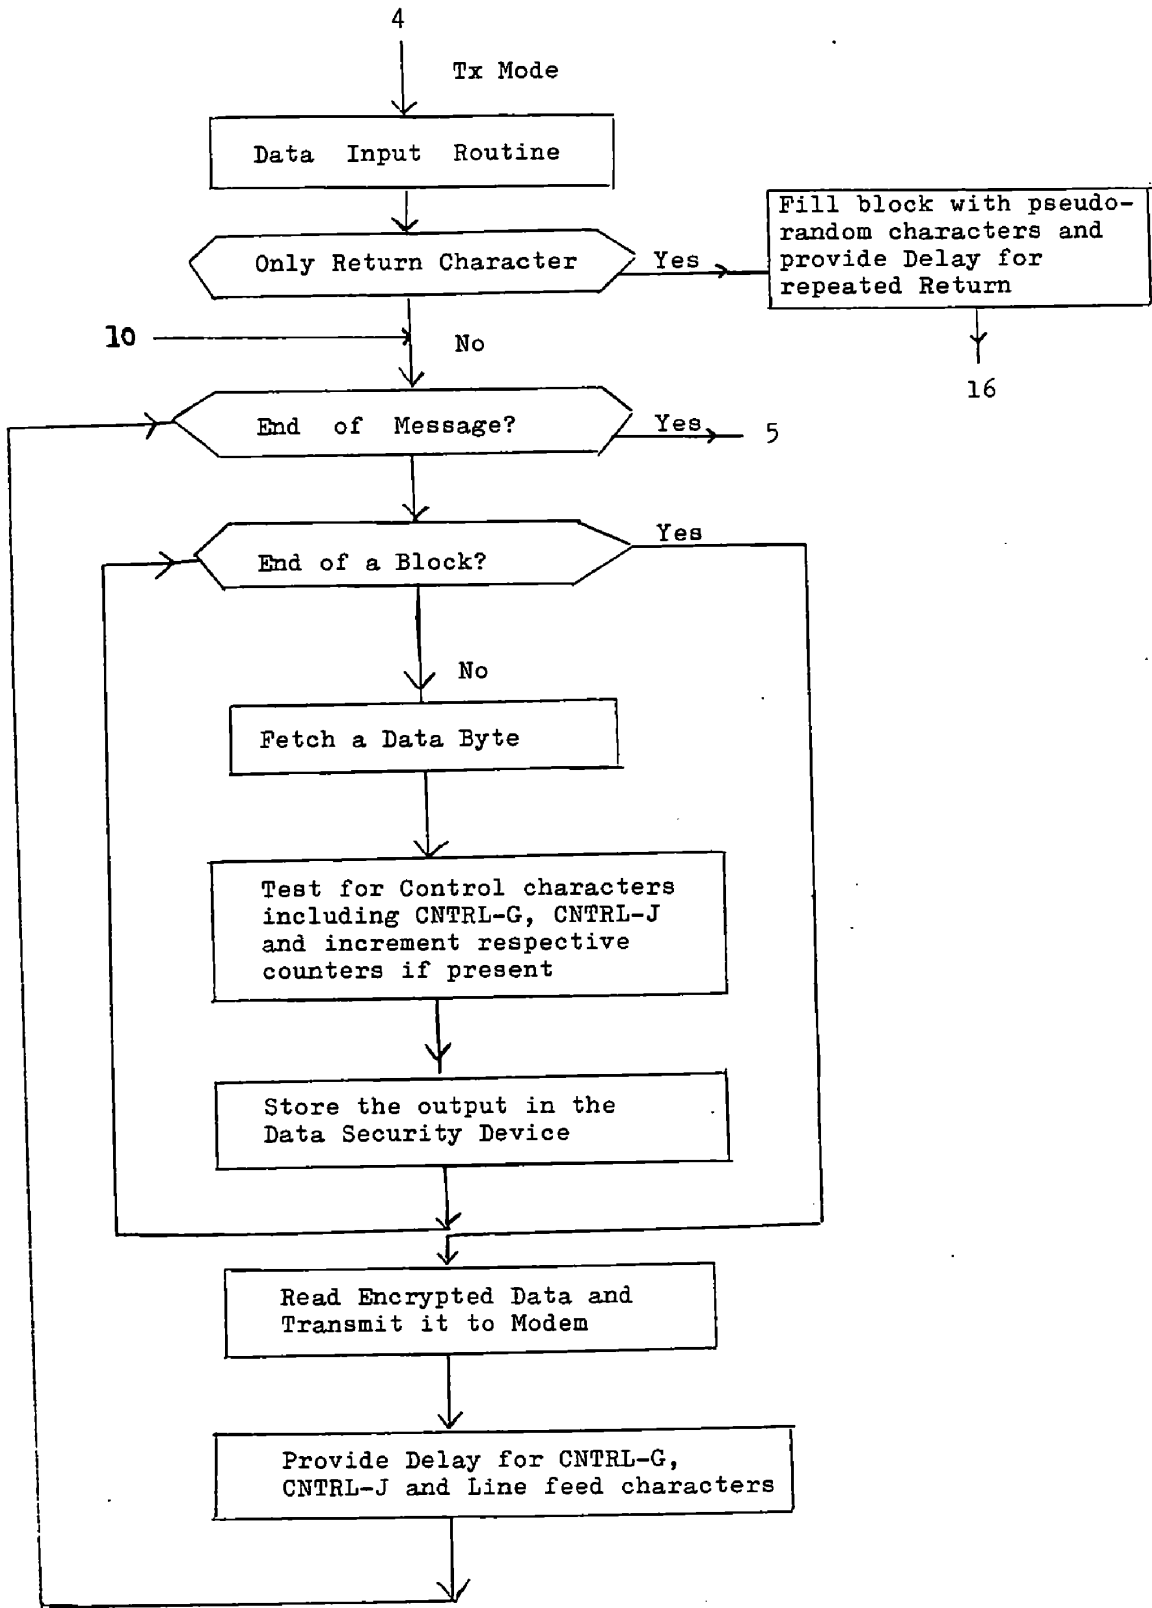 4
Tx Mode
Data Input Routine
Only Return Character
Yes
Fill block with pseudo-
random characters and
provide Delay for
repeated Return
10
No
16
End of Message?
Yes
5
End of a Block?
Yes
No
Fetch a Data Byte
Test for Control characters
including CNTRL-G, CNTRL-J
and increment respective
counters if present
Store the output in the
Data Security Device
Read Encrypted Data and
Transmit it to Modem
Provide Delay for CNTRL-G,
CNTRL-J and Line feed characters